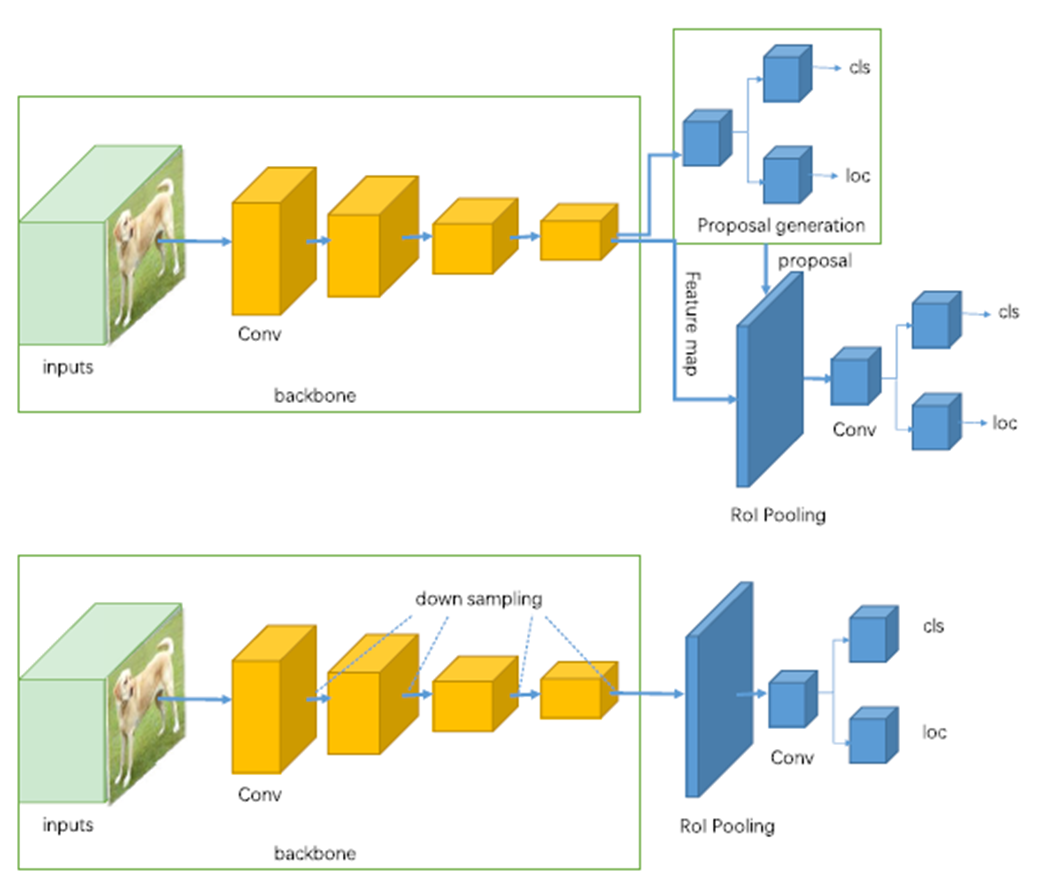 cls
loc
Proposal generation
proposal
Feature map
inputs
Conv
backbone
cls
loc
Conv
RoI Pooling
down sampling
inputs
Conv
backbone
cls
loc
Conv
RoI Pooling